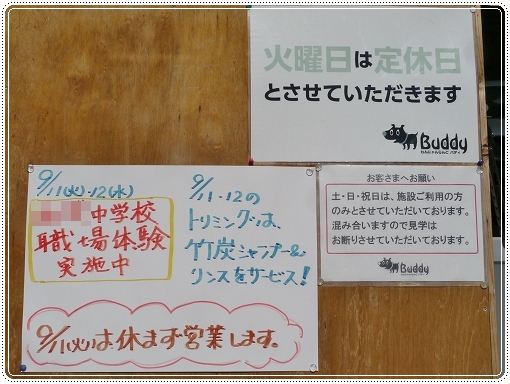 火曜日は定休日
とさせていただきます
Buddy
お客さまへお願い
土・日・祝日は、施設ご利用の方
のみとさせていただいております。
混み合いますので見学は
お断りさせていただいております。
Buddy
9/11(火)・12(水)
中学校
職場体験
実施中
9/11・12の
トリミングは、
竹炭シャンプー&
リンスをサービス!
9/11(火)は休まず営業します。